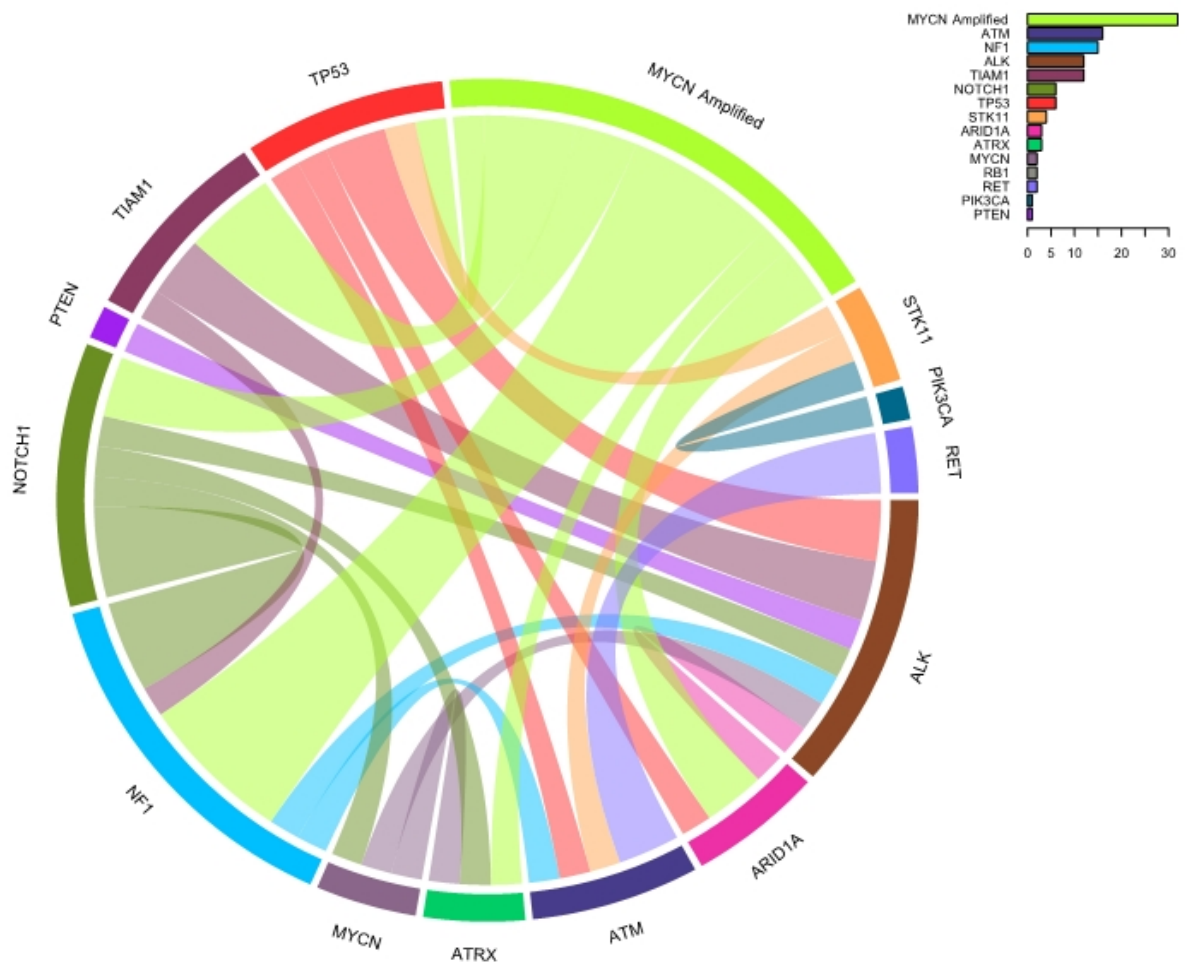 TP53
MYCN Amplified
STK11
PIK3CA
RET
ALK
ARID1A
ATM
ATRX
MYCN
NF1
NOTCH1
PTEN
TIAM1
MYCN Amplified
ATM
NF1
ALK
TIAM1
NOTCH1
TP53
STK11
ARID1A
ATRX
MYCN
RB1
RET
PIK3CA
PTEN
0 5 10 20 30